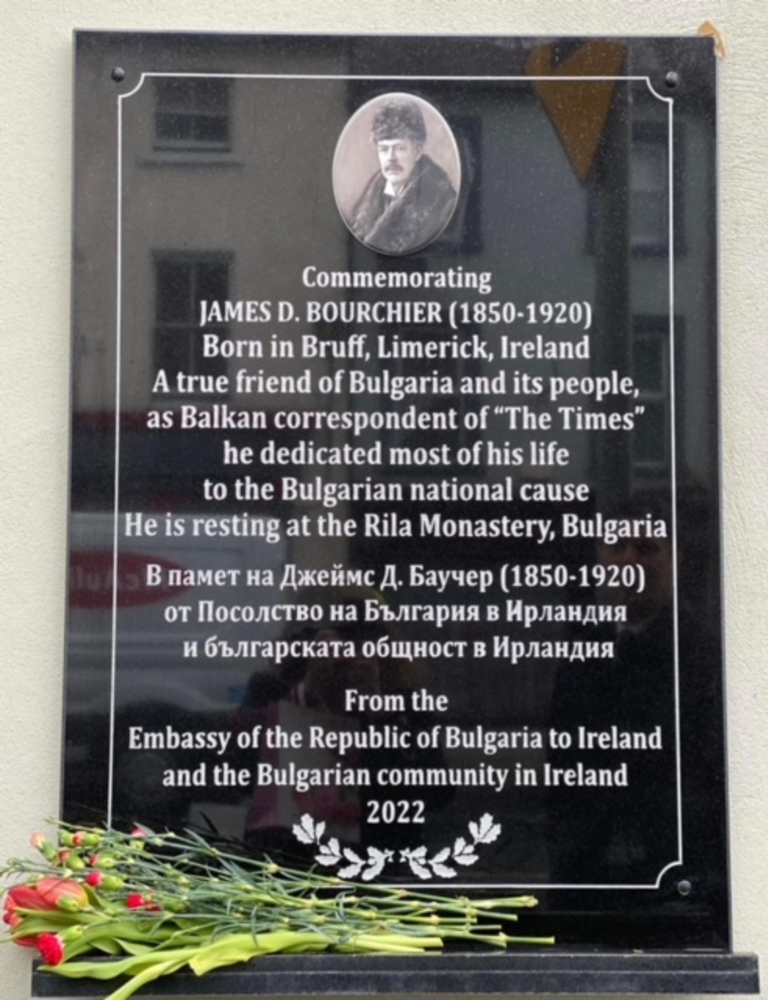 Commemorating
JAMES D. BOURCHIER (1850-1920)
Born in Bruff, Limerick, Ireland
A true friend of Bulgaria and its people,
as Balkan correspondent of “The Times”
he dedicated most of his life
to the Bulgarian national cause
He is resting at the Rila Monastery, Bulgaria
В памет на Джеймс Д. Баучер (1850-1920)
от Посолство на България в Ирландия
и българската общност в Ирландия
From the
Embassy of the Republic of Bulgaria to Ireland
and the Bulgarian community in Ireland
2022